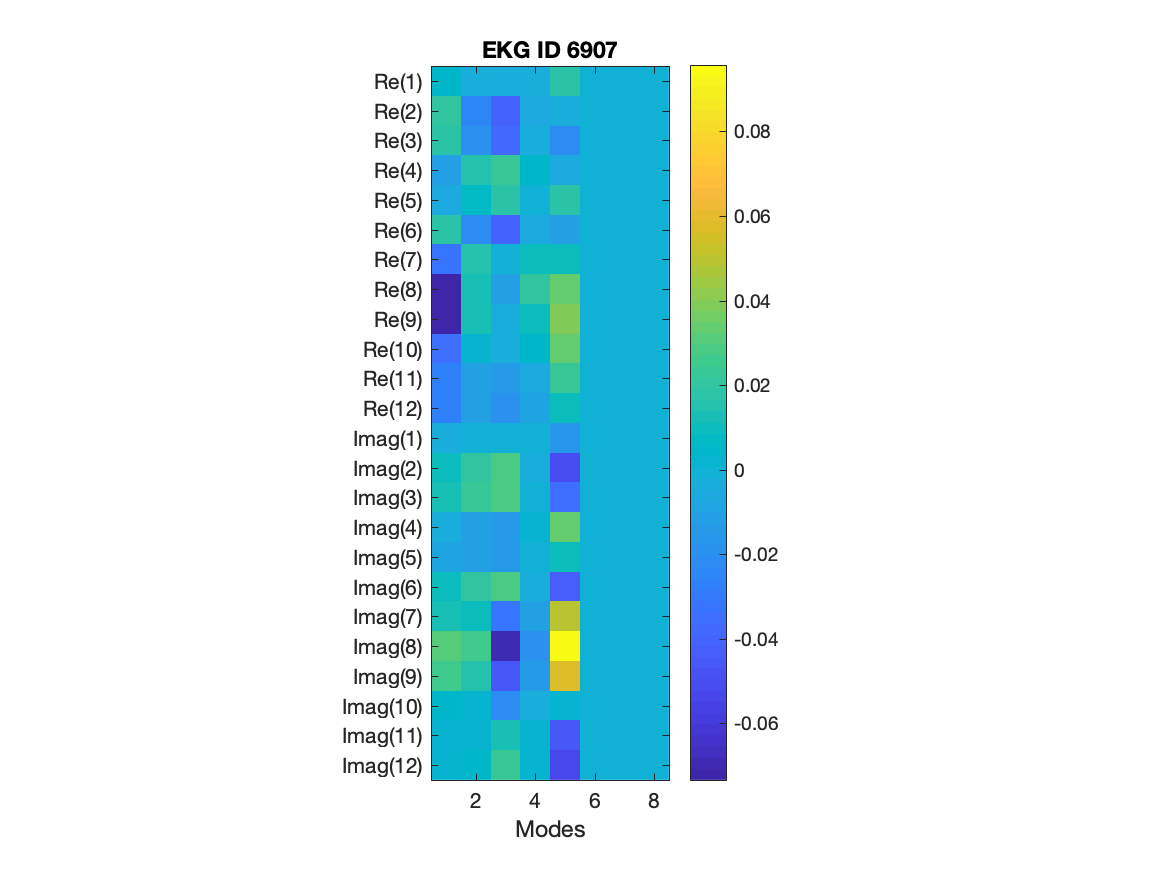 EKG ID 6907
Re(1)
Re(2)
Re(3)
Re(4)
Re(5)
Re(6)
Re(7)
Re(8)
Re(9)
Re(10)
Re(11)
Re(12)
Imag(1)
Imag(2)
Imag(3)
Imag(4)
Imag(5)
Imag(6)
Imag(7)
Imag(8)
Imag(9)
Imag(10)
Imag(11)
Imag(12)
2 4 6 8
Modes
0.08
0.06
0.04
0.02
0
-0.02
-0.04
-0.06